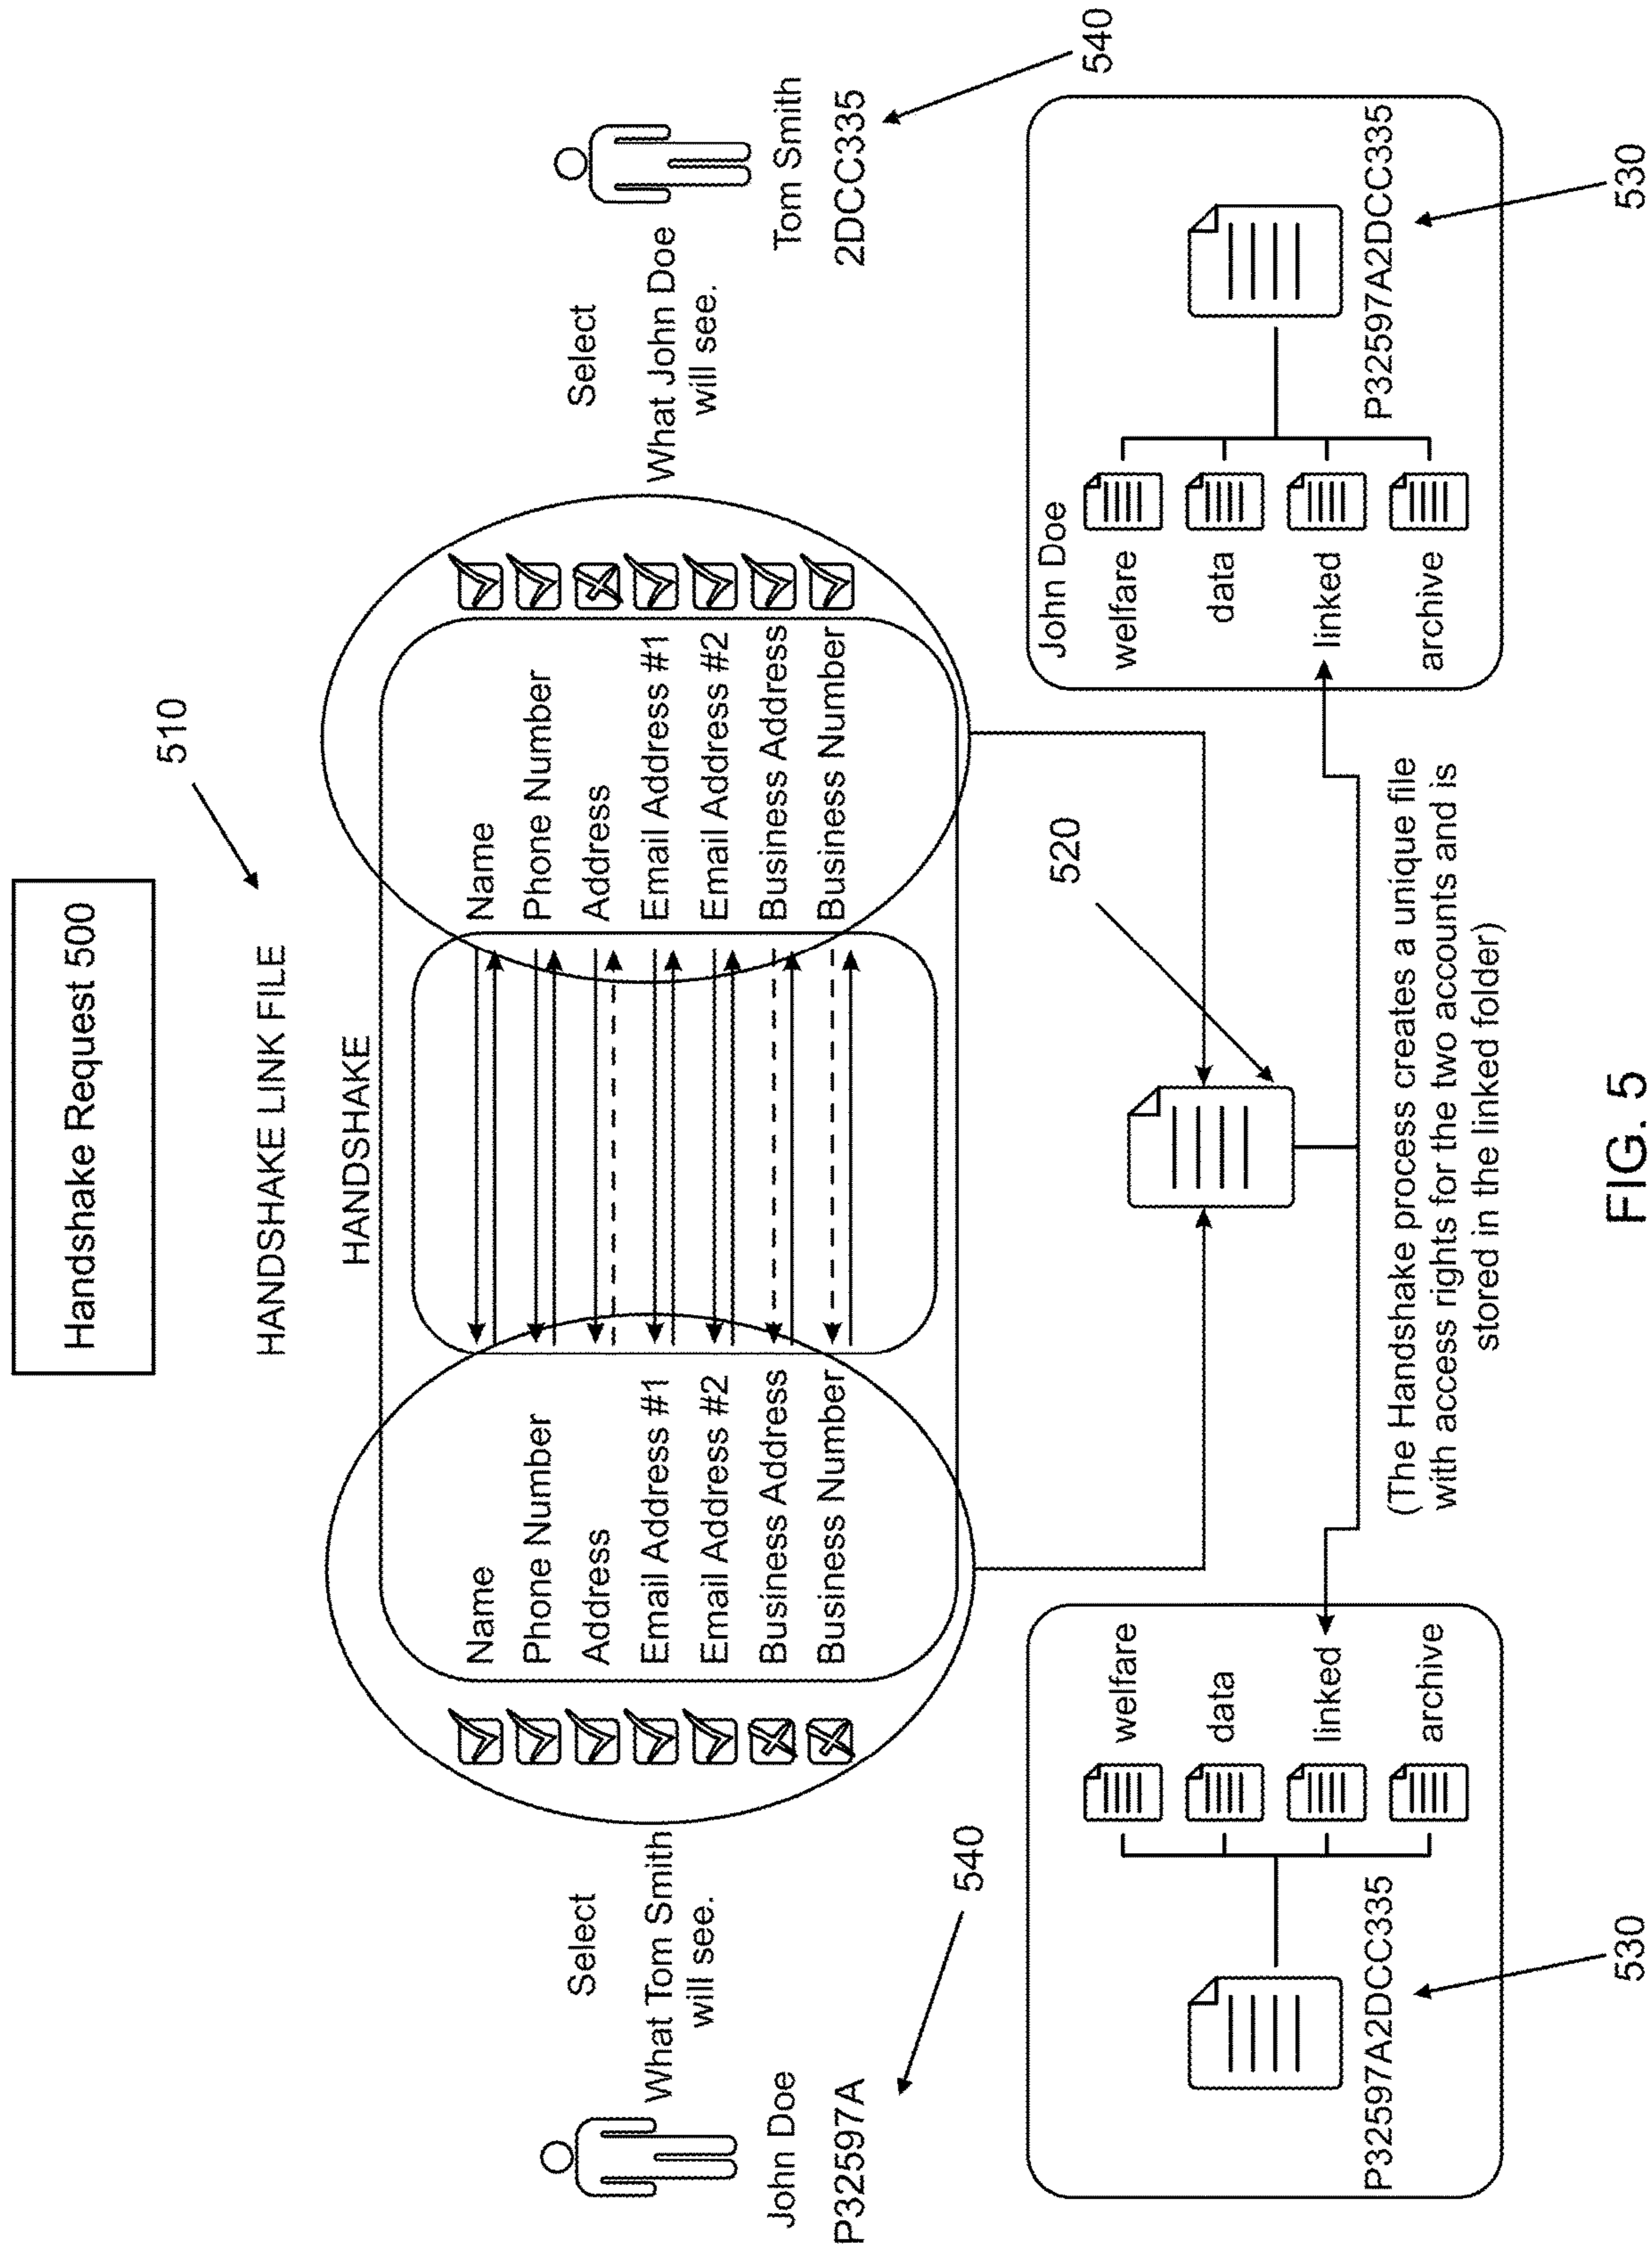 Handshake Request 500
510
HANDSHAKE LINK FILE
HANDSHAKE
Select
What Tom Smith
will see.
John Doe
P32597A
540
Name
Phone Number
Address
Email Address #1
Email Address #2
Business Address
Business Number
Name
Phone Number
Address
Email Address #1
Email Address #2
Business Address
Business Number
Select
What John Doe
will see.
Tom Smith
2DCC335
540
520
P32597A2DCC335
530
welfare
data
linked
archive
(The Handshake process creates a unique file
with access rights for the two accounts and is
stored in the linked folder)
John Doe
welfare
data
linked
archive
P32597A2DCC335
530
FIG. 5